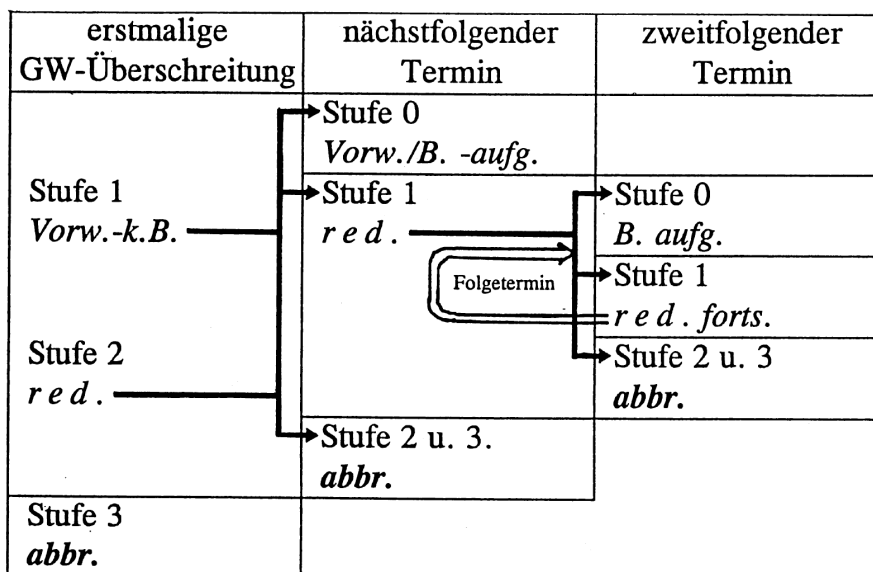 erstmalige
GW-Überschreitung
nächstfolgender
Termin
zweitfolgender
Termin
Stufe 1
Vorw.-k.B.
Stufe 2
r e d .
Stufe 3
abbr.
Stufe 0
Vorw./B. -aufg.
Stufe 1
r e d .
Folgetermin
Stufe 2 u. 3.
abbr.
Stufe 0
B. aufg.
Stufe 1
r e d . forts.
Stufe 2 u. 3
abbr.